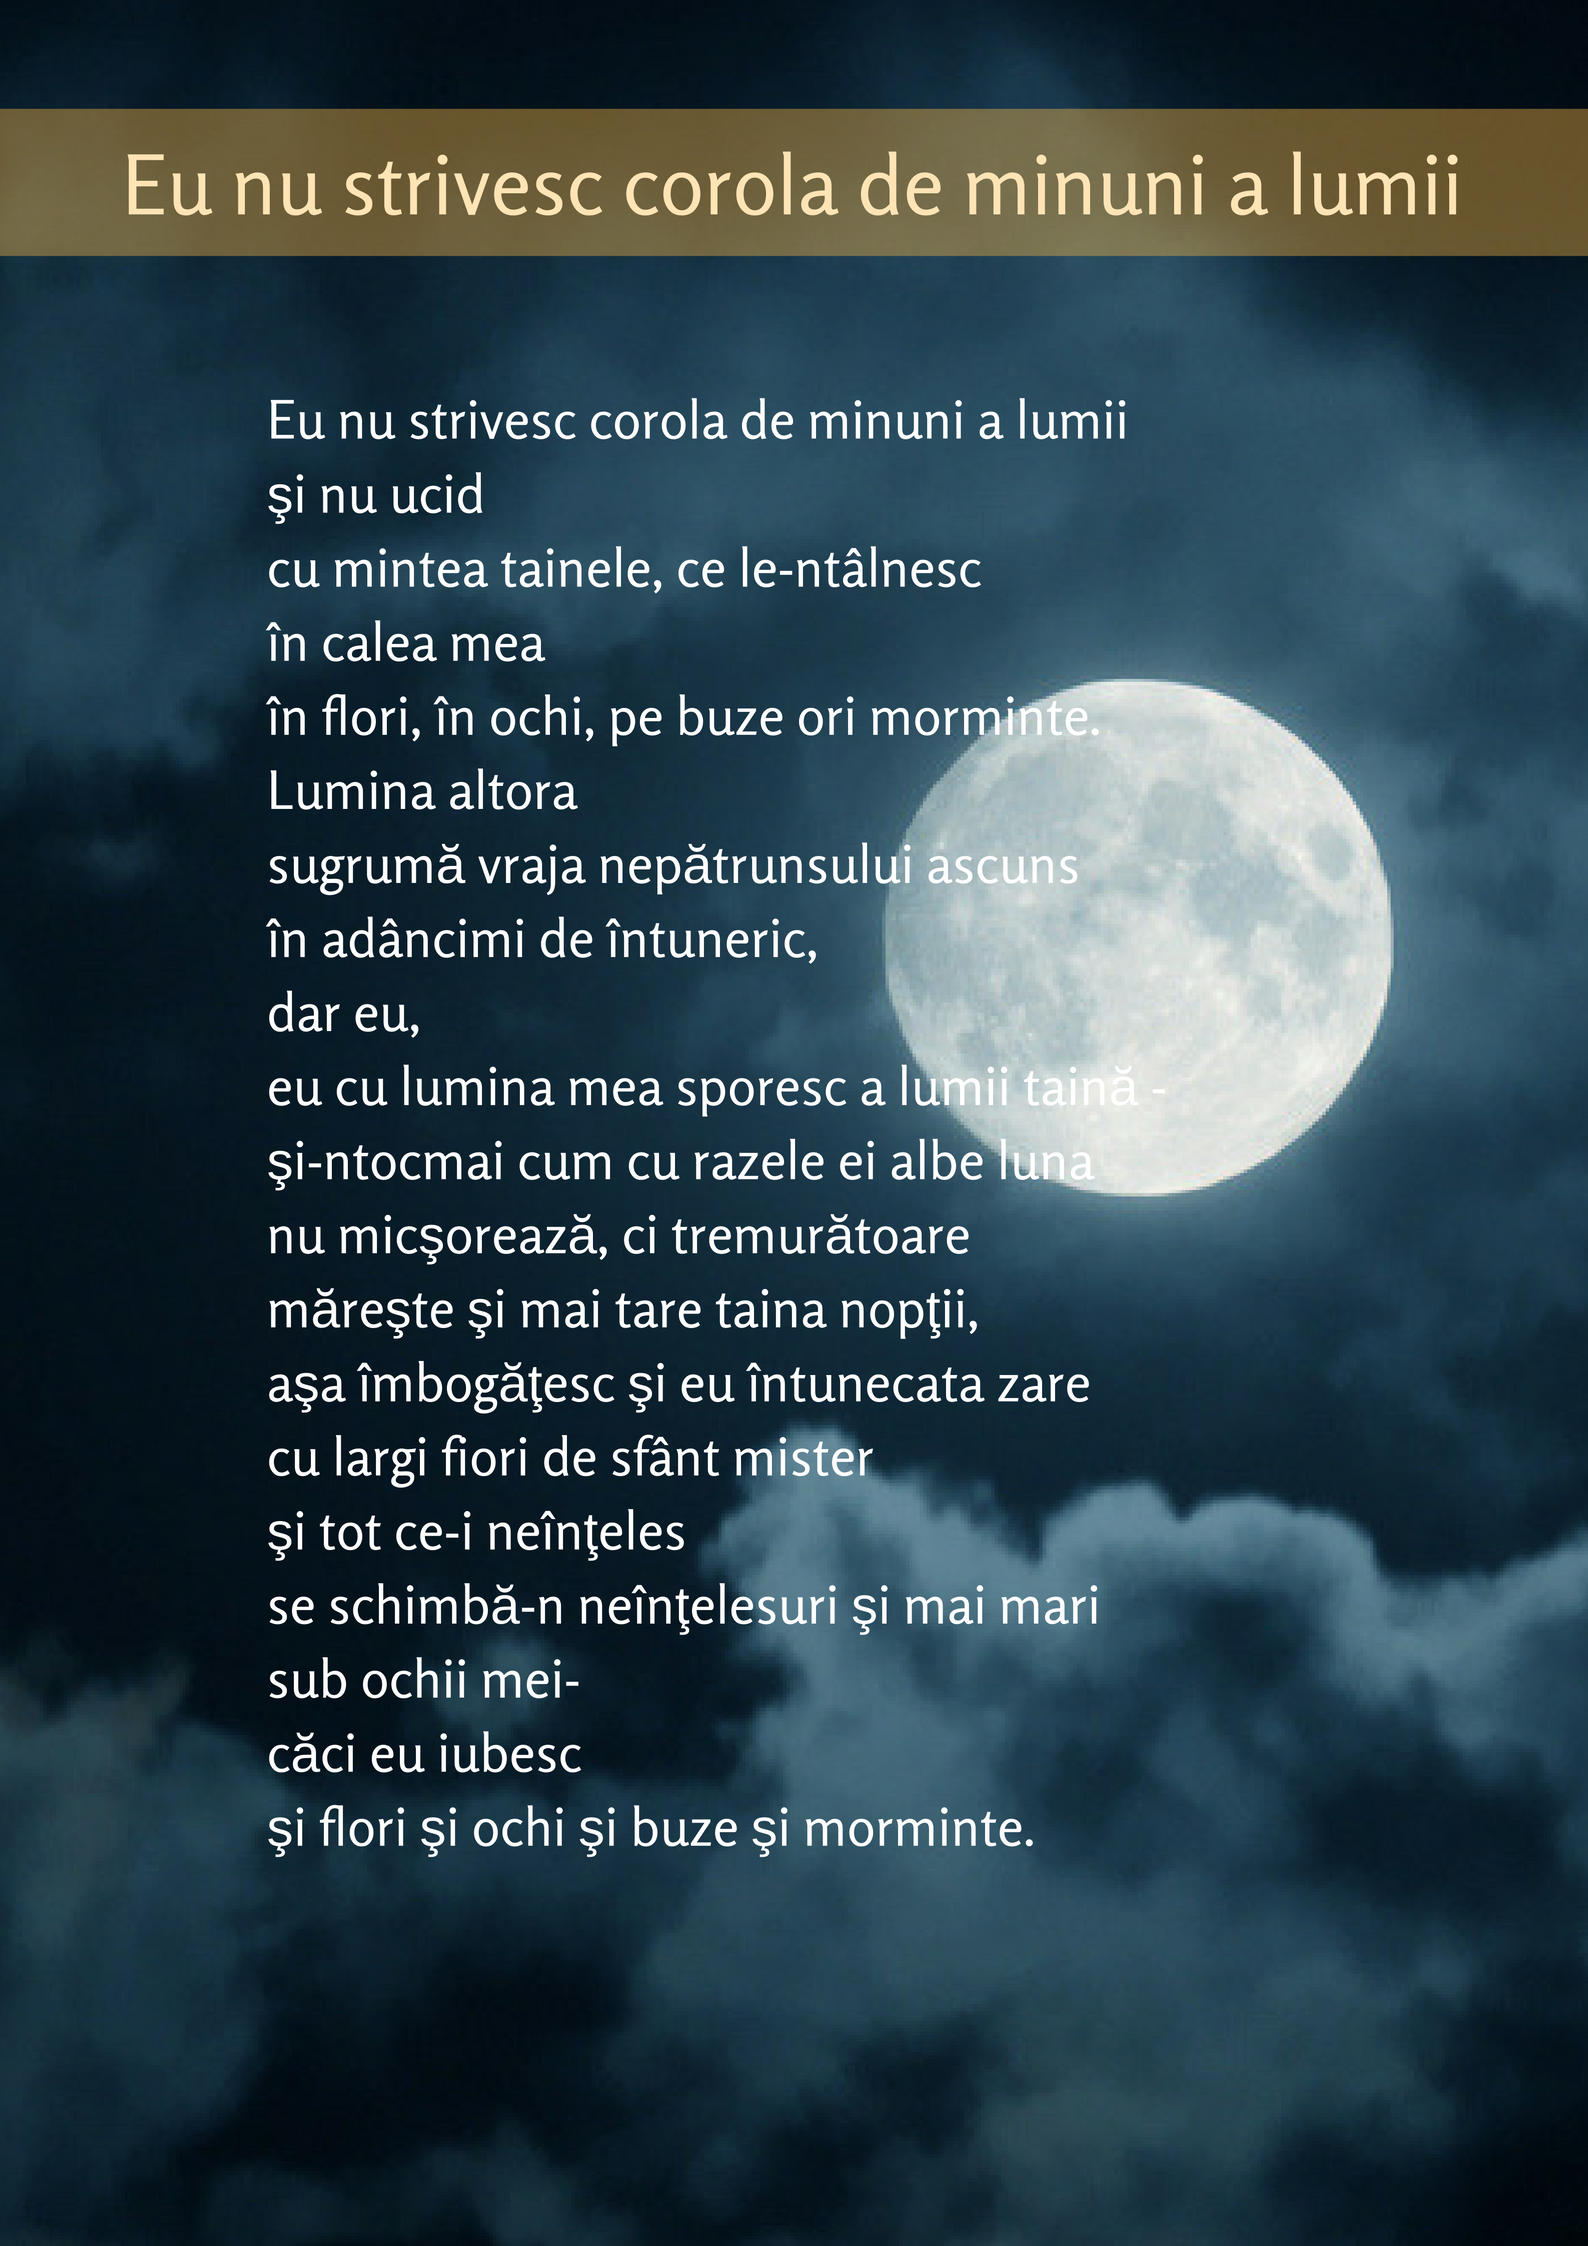 Eu nu strivesc corola de minuni a lumii
Eu nu strivesc corola de minuni a lumii
şi nu ucid
cu mintea tainele, ce le-ntâlnesc
în calea mea
în flori, în ochi, pe buze ori morminte.
Lumina altora
sugrumă vraja nepătrunsului ascuns
în adâncimi de întuneric,
dar eu,
eu cu lumina mea sporesc a lumii taină -
şi-ntocmai cum cu razele ei albe luna
nu micşorează, ci tremurătoare
măreşte şi mai tare taina nopţii,
aşa îmbogăţesc şi eu întunecata zare
cu largi fiori de sfânt mister
şi tot ce-i neînţeles
se schimbă-n neînţelesuri şi mai mari
sub ochii mei-
căci eu iubesc
şi flori şi ochi şi buze şi morminte.